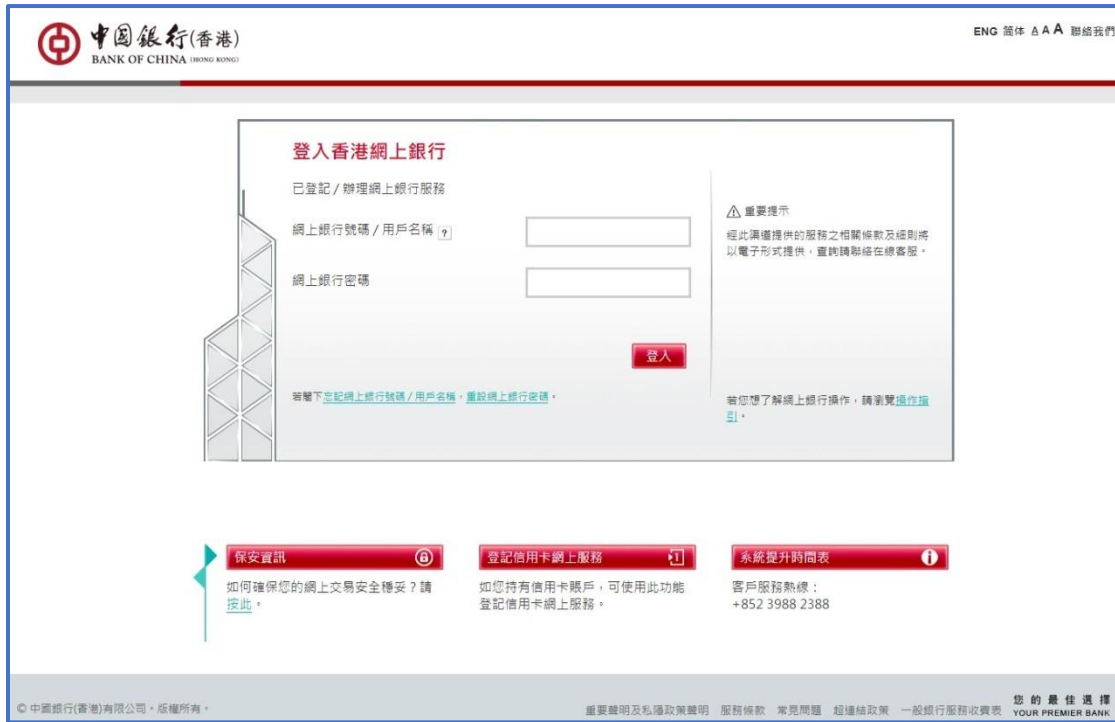 中國銀行(香港)
BANK OF CHINA (HONG KONG)
ENG 简体 A A A 聯絡我們
登入香港網上銀行
已登記 / 辦理網上銀行服務
網上銀行號碼 / 用戶名稱 ?
網上銀行密碼
登入
若閣下忘記網上銀行號碼 / 用戶名稱,重設網上銀行密碼。
重要提示
經此渠道提供的服務之相關條款及細則將
以電子形式提供,查詢請聯絡在線客服。
若您想了解網上銀行操作,請瀏覽操作指
引。
保安資訊
如何確保您的網上交易安全穩妥?請
按此。
登記信用卡網上服務
如您持有信用卡賬戶,可使用此功能
登記信用卡網上服務。
系統提升時間表
客戶服務熱線:
+852 3988 2388
© 中國銀行(香港)有限公司。版權所有。
重要聲明及私隱政策聲明 服務條款 常見問題 超連結政策 一般銀行服務收費表
您的最佳選擇
YOUR PREMIER BANK